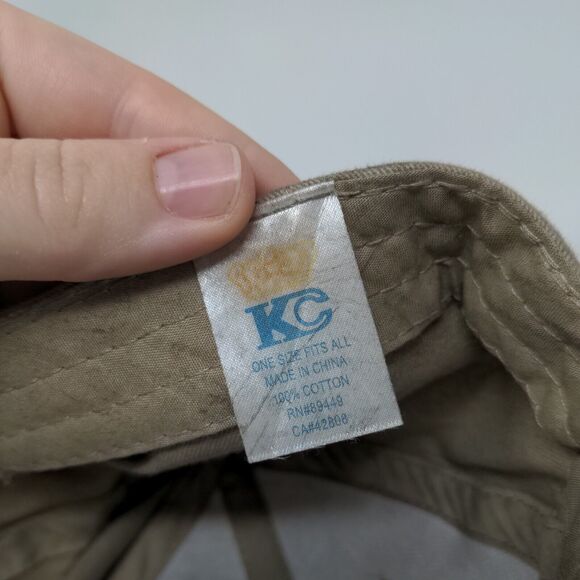 KC
ONE SIZE FITS ALL
MADE IN CHINA
100% COTTON
RN#89449
CA#42808